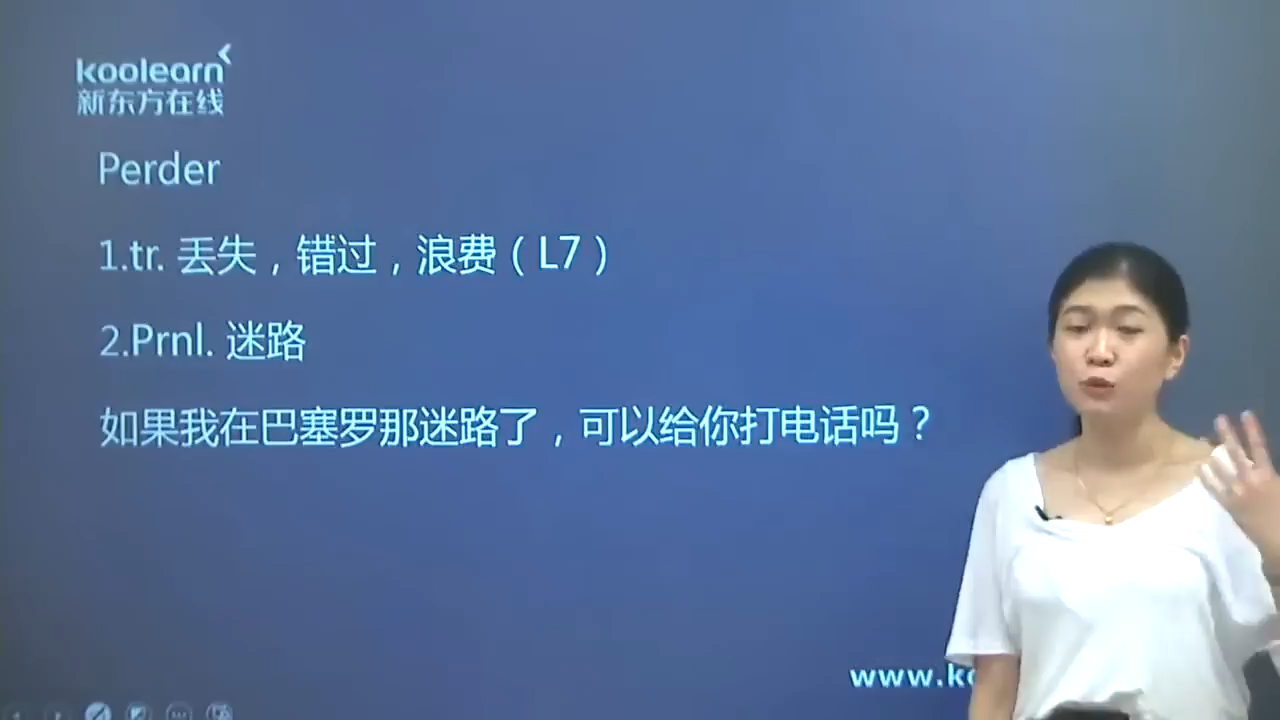 koolearn
新东方在线
Perder
1.tr. 丢失，错过，浪费（L7）
2.Prnl. 迷路
如果我在巴塞罗那迷路了，可以给你打电话吗？
www.ko